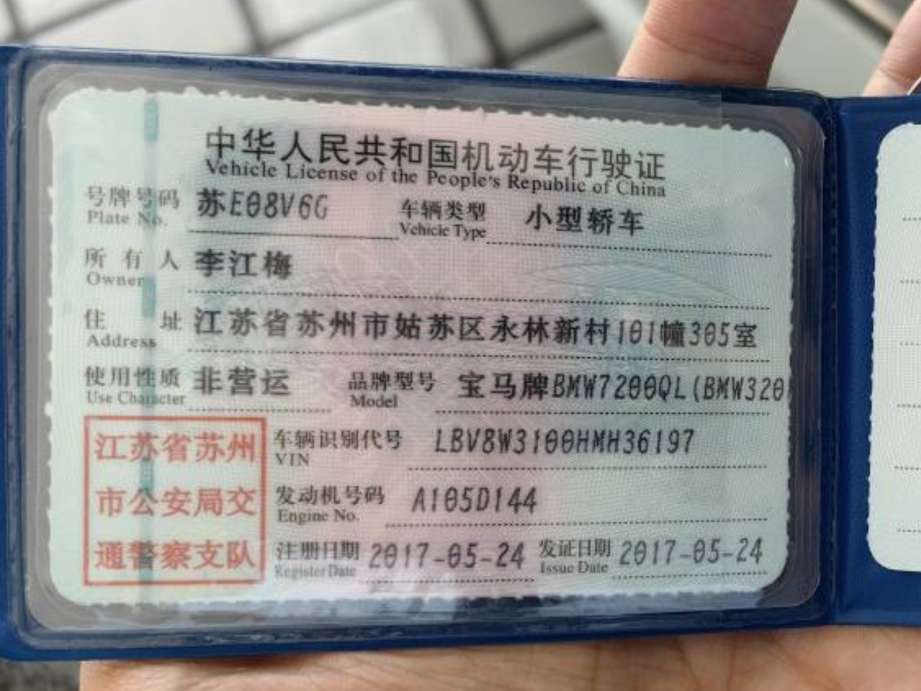 中华人民共和国机动车行驶证
Vehicle License of the People's Republic of China
号牌号码 苏E08V6G 车辆类型 小型轿车
Plate No. Vehicle Type
所有人 李江梅
Owner
住址 江苏省苏州市姑苏区永林新村101幢305室
Address
使用性质 非营运 品牌型号 宝马牌BMW7200QL(BMW320
Use Character Model
江苏省苏州
市公安局交
通警察支队
车辆识别代号 LBV8W3100HMH36197
VIN
发动机号码 A105D144
Engine No.
注册日期 2017-05-24 发证日期 2017-05-24
Register Date Issue Date